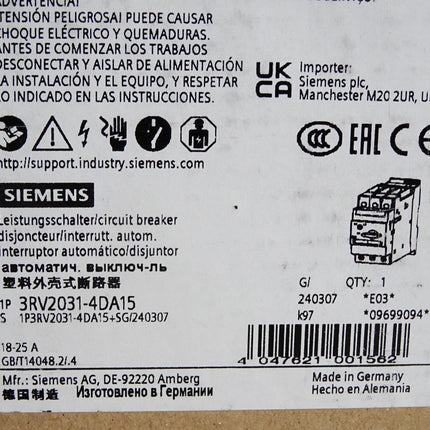 ADVERTENCIA!
¡TENSIÓN PELIGROSA! PUEDE CAUSAR
CHOQUE ELÉCTRICO Y QUEMADURAS.
ANTES DE COMENZAR LOS TRABAJOS
DESCONECTAR Y AISLAR DE ALIMENTACIÓN
LA INSTALACIÓN Y EL EQUIPO, Y RESPETAR
LO INDICADO EN LAS INSTRUCCIONES.
UK
CA
Importer:
Siemens plc,
Manchester M20 2UR, U
CCC EAC CE
http://support.industry.siemens.com
SIEMENS
Leistungsschalter/circuit breaker
disjoncteur/interrutt. autom.
interruptor automático/disjuntor
автоматич. выключ-ль
塑料外壳式断路器
1P 3RV2031-4DA15
S 1P3RV2031-4DA15+SG/240307
G/ QTY: 1
240307 *E03*
k97 *09699094*
18-25 A
GB/T14048.2/.4
4 047621 001562
Mfr.: Siemens AG, DE-92220 Amberg
德国制造 Изготовлено в Германии
Made in Germany
Hecho en Alemania